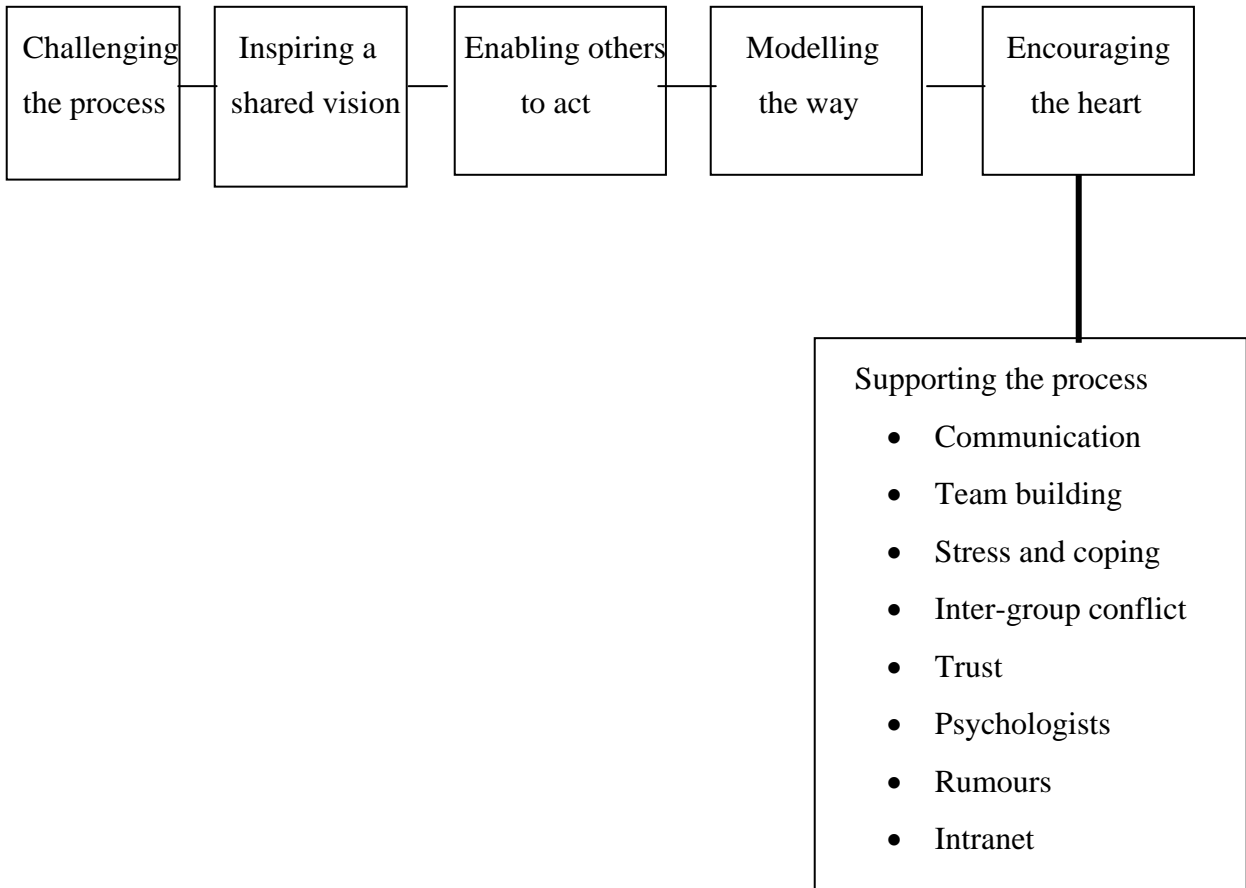 Challenging
the process
Inspiring a
shared vision
Enabling others
to act
Modelling
the way
Encouraging
the heart
Supporting the process
• Communication
• Team building
• Stress and coping
• Inter-group conflict
• Trust
• Psychologists
• Rumours
• Intranet